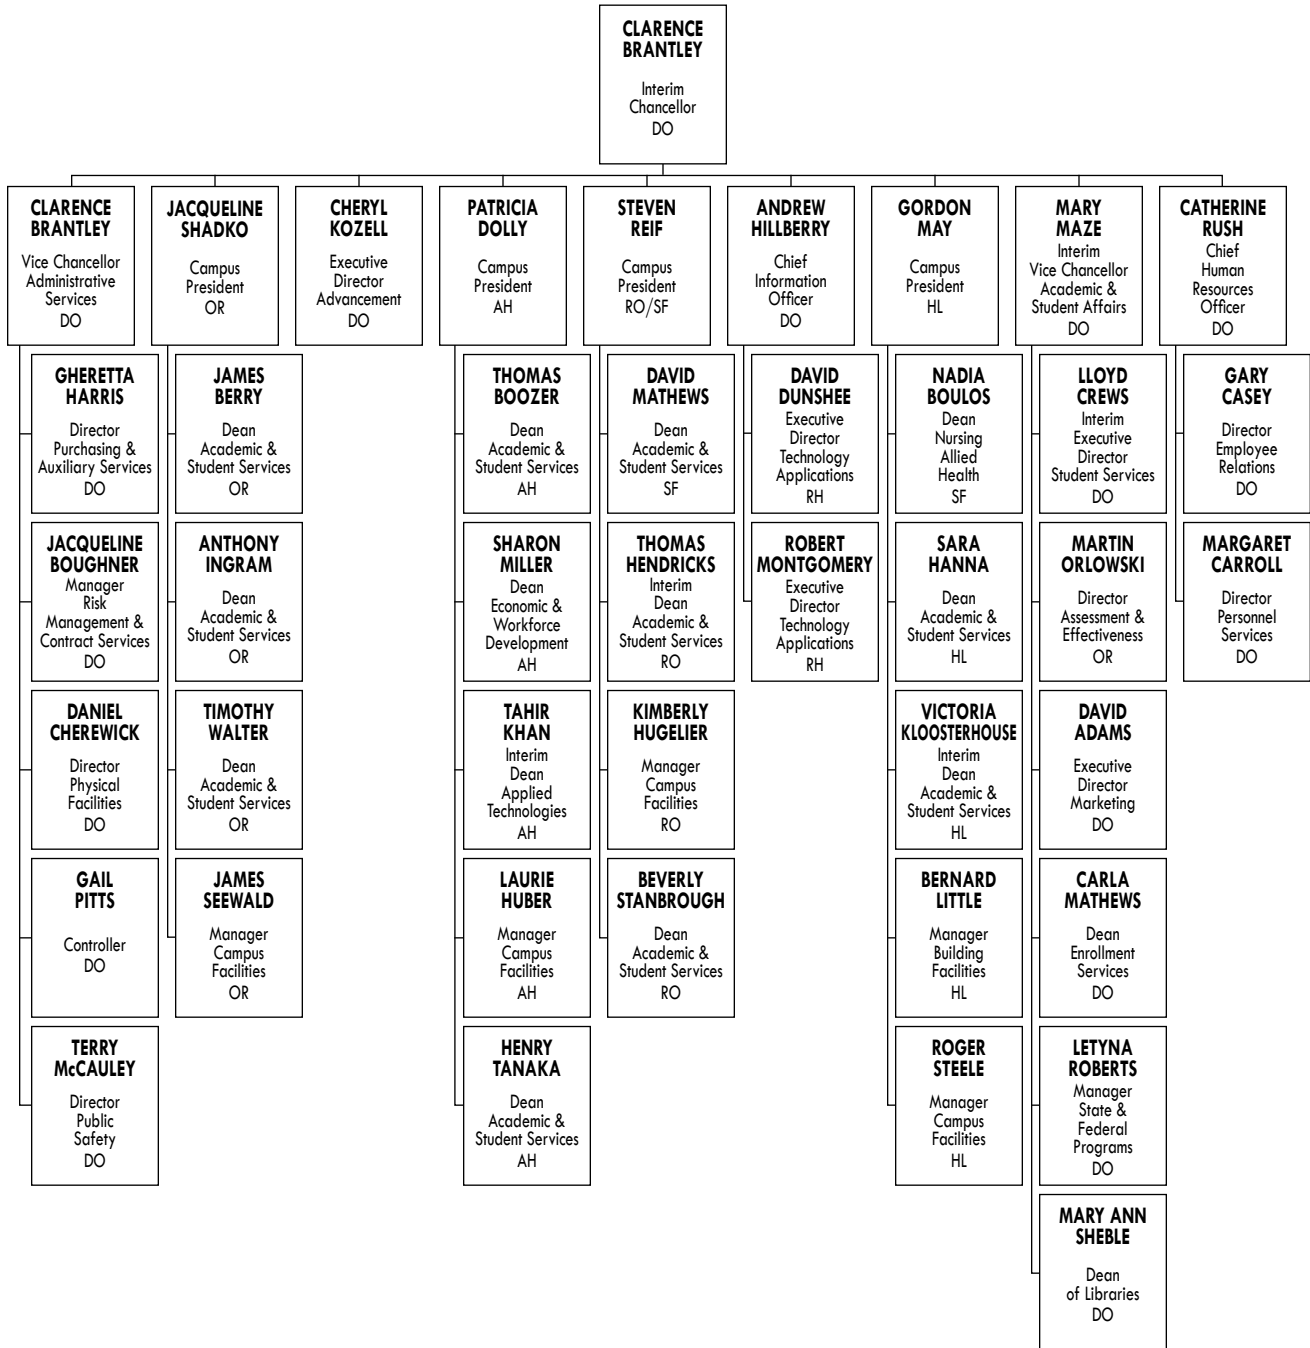 CLARENCE
BRANTLEY
Interim
Chancellor
DO
CLARENCE
BRANTLEY
Vice Chancellor
Administrative
Services
DO
JACQUELINE
SHADKO
Campus
President
OR
CHERYL
KOZELL
Executive
Director
Advancement
DO
PATRICIA
DOLLY
Campus
President
AH
STEVEN
REIF
Campus
President
RO/SF
ANDREW
HILLBERRY
Chief
Information
Officer
DO
GORDON
MAY
Campus
President
HL
MARY
MAZE
Interim
Vice Chancellor
Academic &
Student Affairs
DO
CATHERINE
RUSH
Chief
Human
Resources
Officer
DO
GHERETTA
HARRIS
Director
Purchasing &
Auxiliary Services
DO
JAMES
BERRY
Dean
Academic &
Student Services
OR
THOMAS
BOOZER
Dean
Academic &
Student Services
AH
DAVID
MATHEWS
Dean
Academic &
Student Services
SF
DAVID
DUNSHEE
Executive
Director
Technology
Applications
RH
NADIA
BOULOS
Dean
Nursing
Allied
Health
SF
LLOYD
CREWS
Interim
Executive
Director
Student Services
DO
GARY
CASEY
Director
Employee
Relations
DO
JACQUELINE
BOUGHNER
Manager
Risk
Management &
Contract Services
DO
ANTHONY
INGRAM
Dean
Academic &
Student Services
OR
SHARON
MILLER
Dean
Economic &
Workforce
Development
AH
THOMAS
HENDRICKS
Interim
Dean
Academic &
Student Services
RO
ROBERT
MONTGOMERY
Executive
Director
Technology
Applications
RH
SARA
HANNA
Dean
Academic &
Student Services
HL
MARTIN
ORLOWSKI
Director
Assessment &
Effectiveness
OR
MARGARET
CARROLL
Director
Personnel
Services
DO
DANIEL
CHEREWICK
Director
Physical
Facilities
DO
TIMOTHY
WALTER
Dean
Academic &
Student Services
OR
TAHIR
KHAN
Interim
Dean
Applied
Technologies
AH
KIMBERLY
HUGELIER
Manager
Campus
Facilities
RO
VICTORIA
KLOOSTERHOUSE
Interim
Dean
Academic &
Student Services
HL
DAVID
ADAMS
Executive
Director
Marketing
DO
GAIL
PITTS
Controller
DO
JAMES
SEEWALD
Manager
Campus
Facilities
OR
LAURIE
HUBER
Manager
Campus
Facilities
AH
BEVERLY
STANBROUGH
Dean
Academic &
Student Services
RO
BERNARD
LITTLE
Manager
Building
Facilities
HL
CARLA
MATHEWS
Dean
Enrollment
Services
DO
TERRY
McCAULEY
Director
Public
Safety
DO
HENRY
TANAKA
Dean
Academic &
Student Services
AH
ROGER
STEELE
Manager
Campus
Facilities
HL
LETYNA
ROBERTS
Manager
State &
Federal
Programs
DO
MARY ANN
SHEBLE
Dean
of Libraries
DO